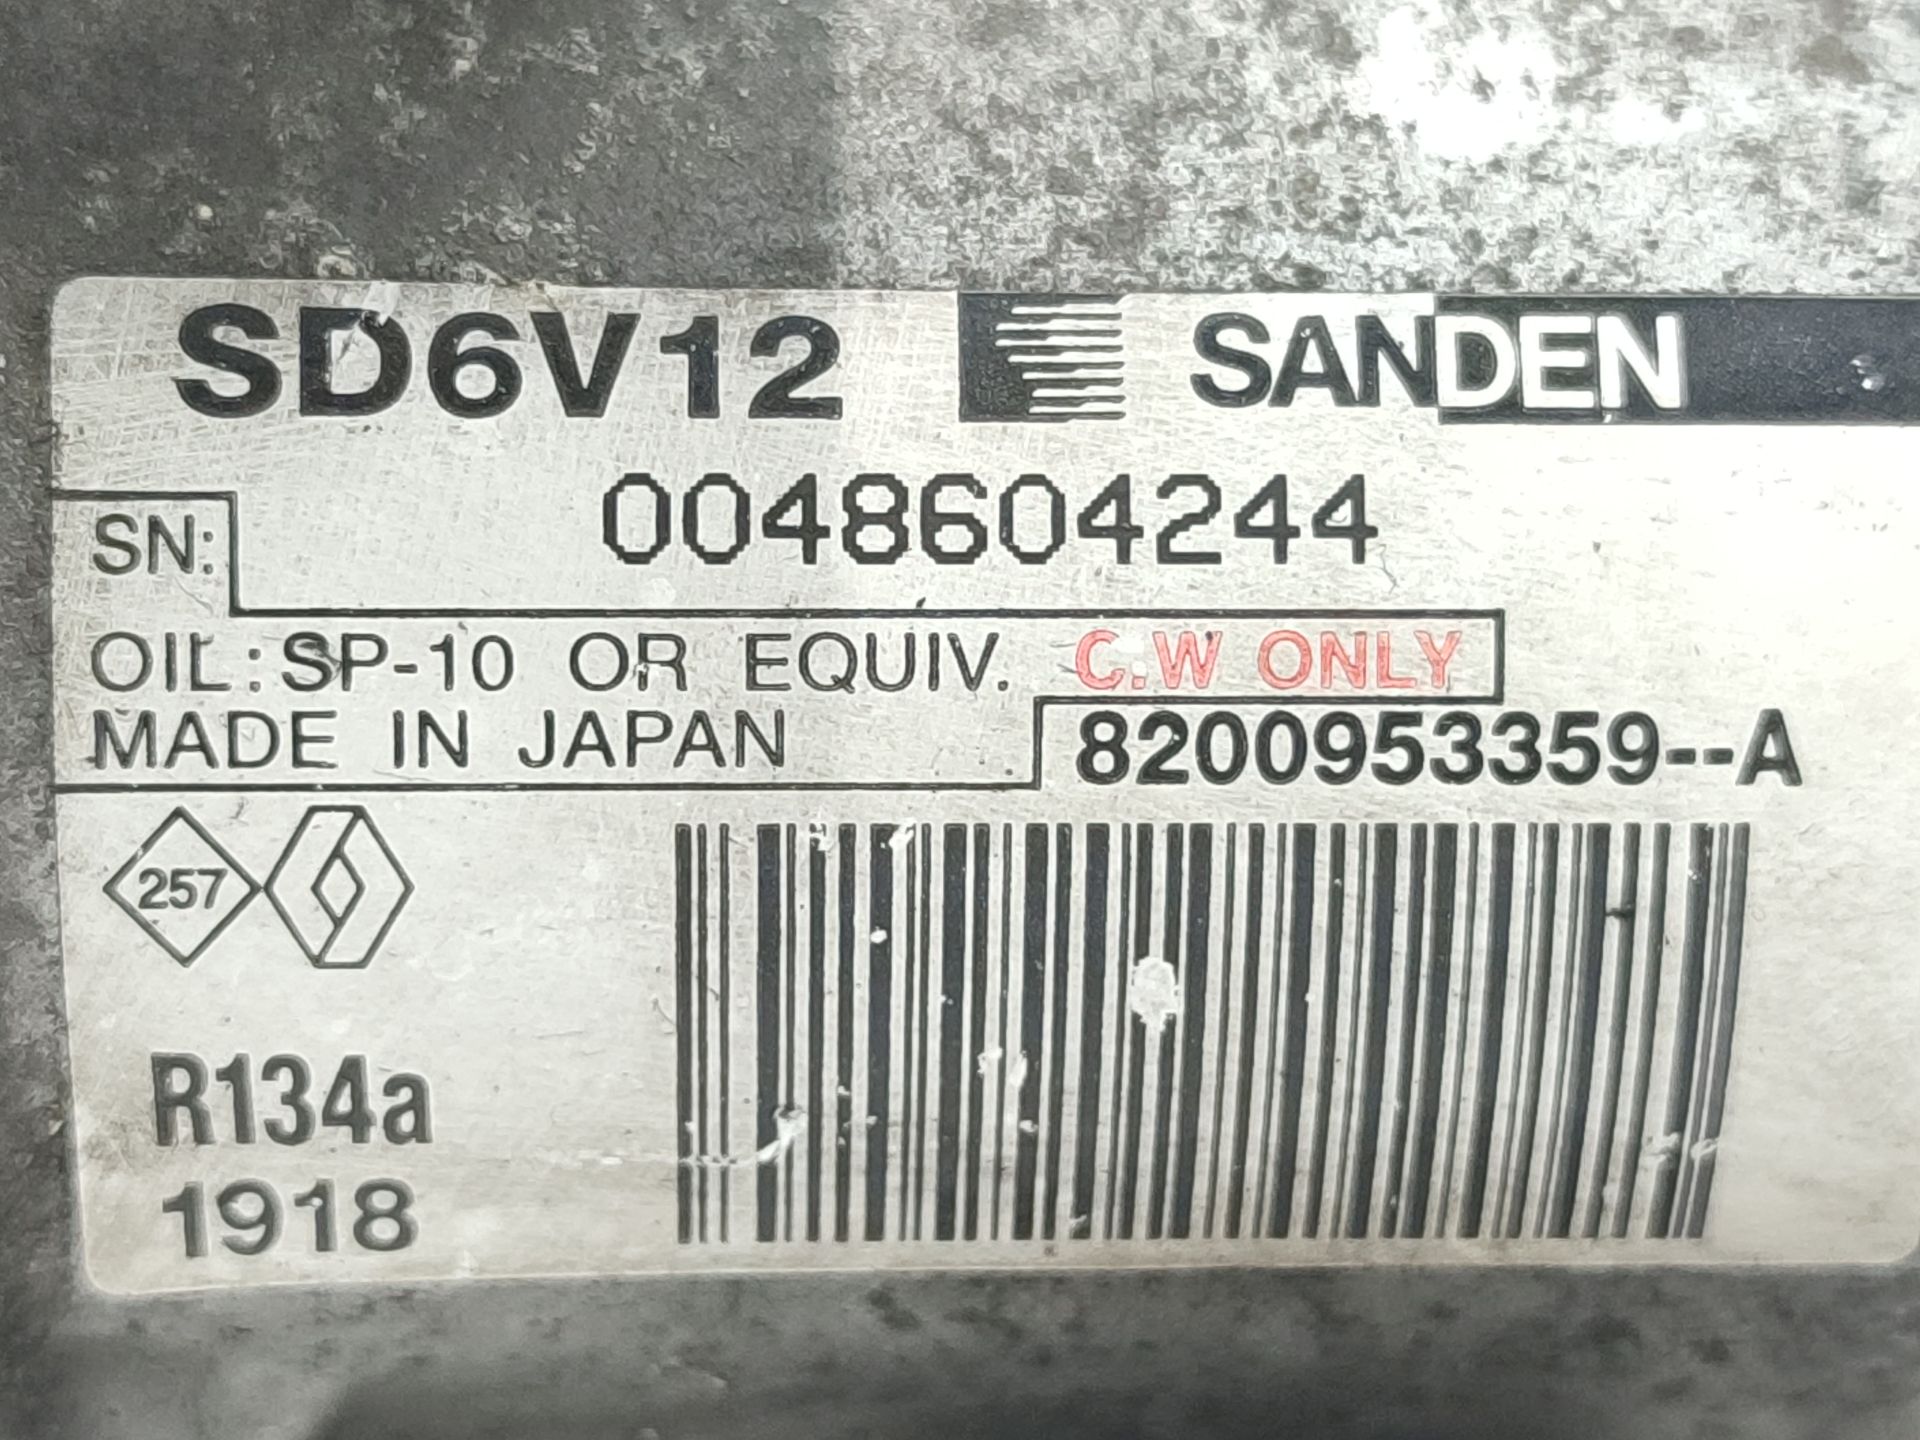 SD6V12 SANDEN
SN: 0048604244
OIL:SP-10 OR EQUIV. C.W ONLY
MADE IN JAPAN 8200953359--A
257
R134a
1918